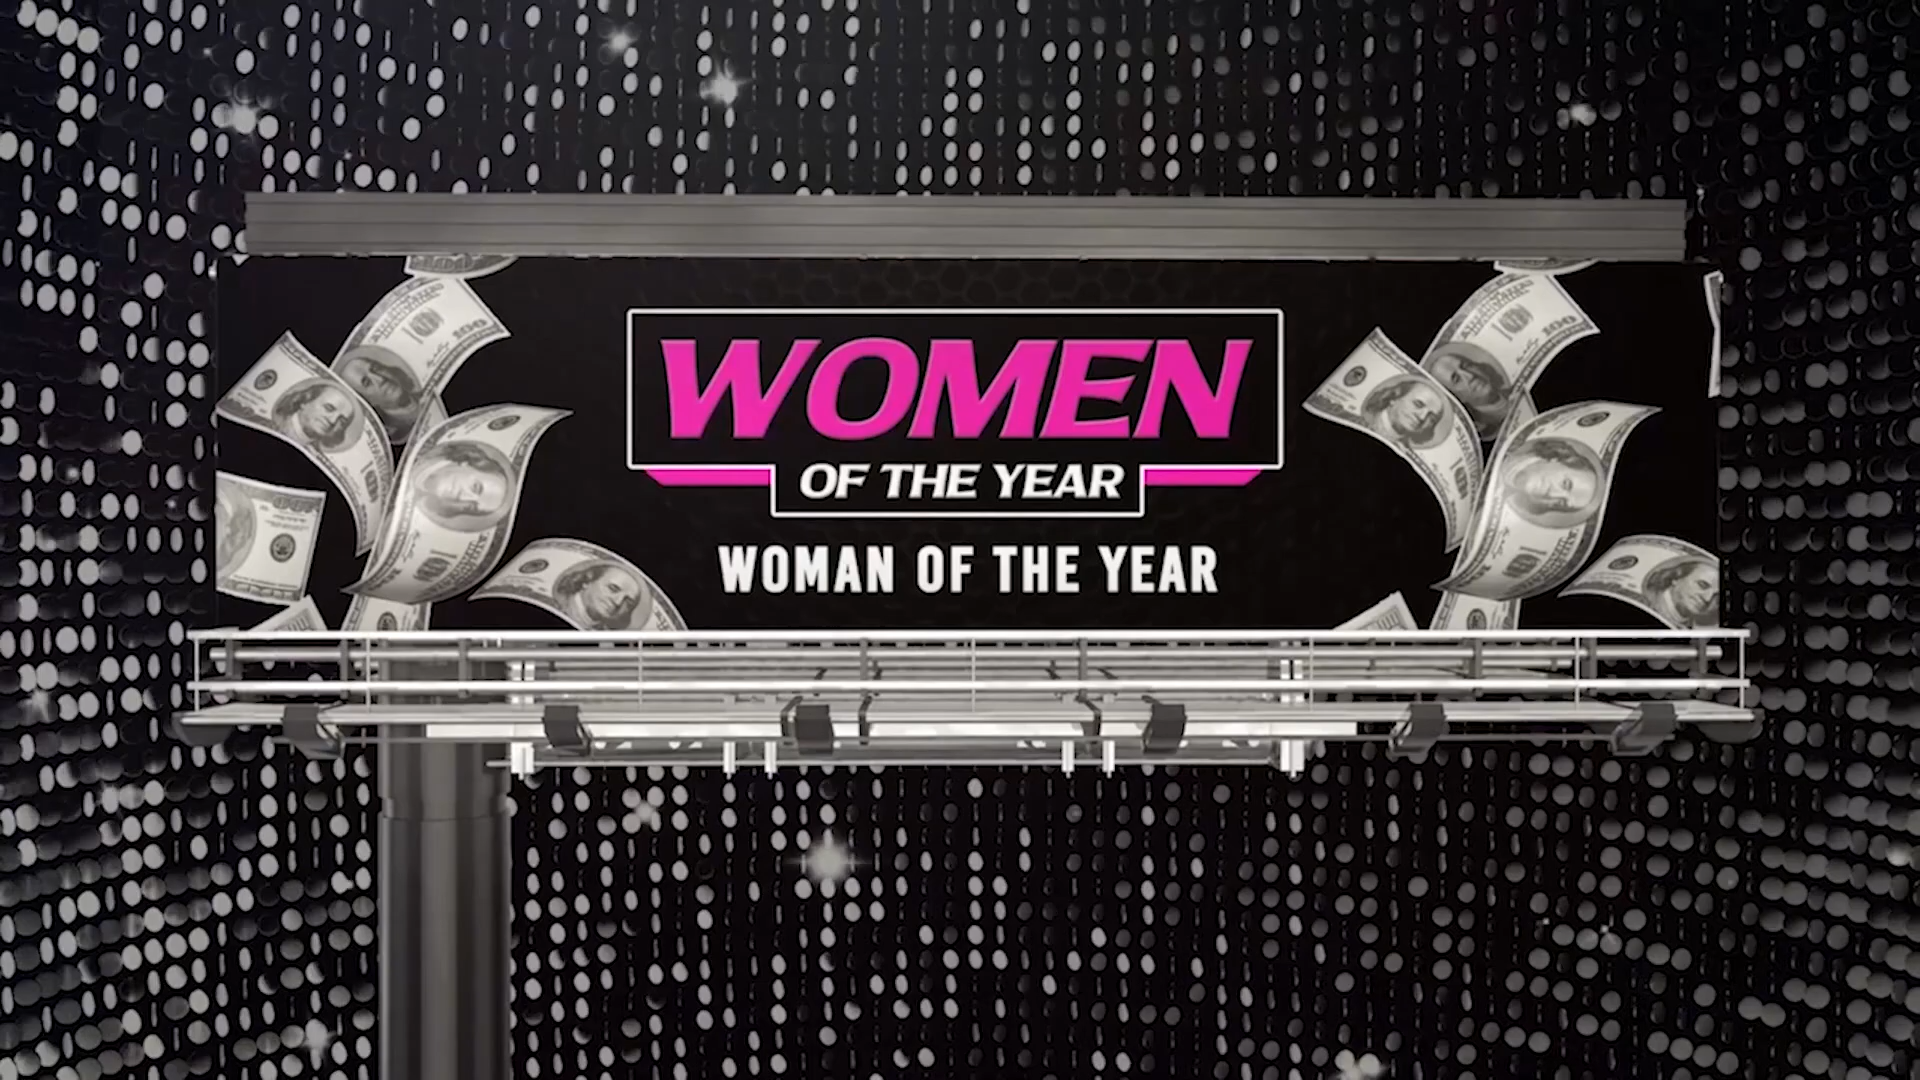 WOMEN
OF THE YEAR
WOMAN OF THE YEAR